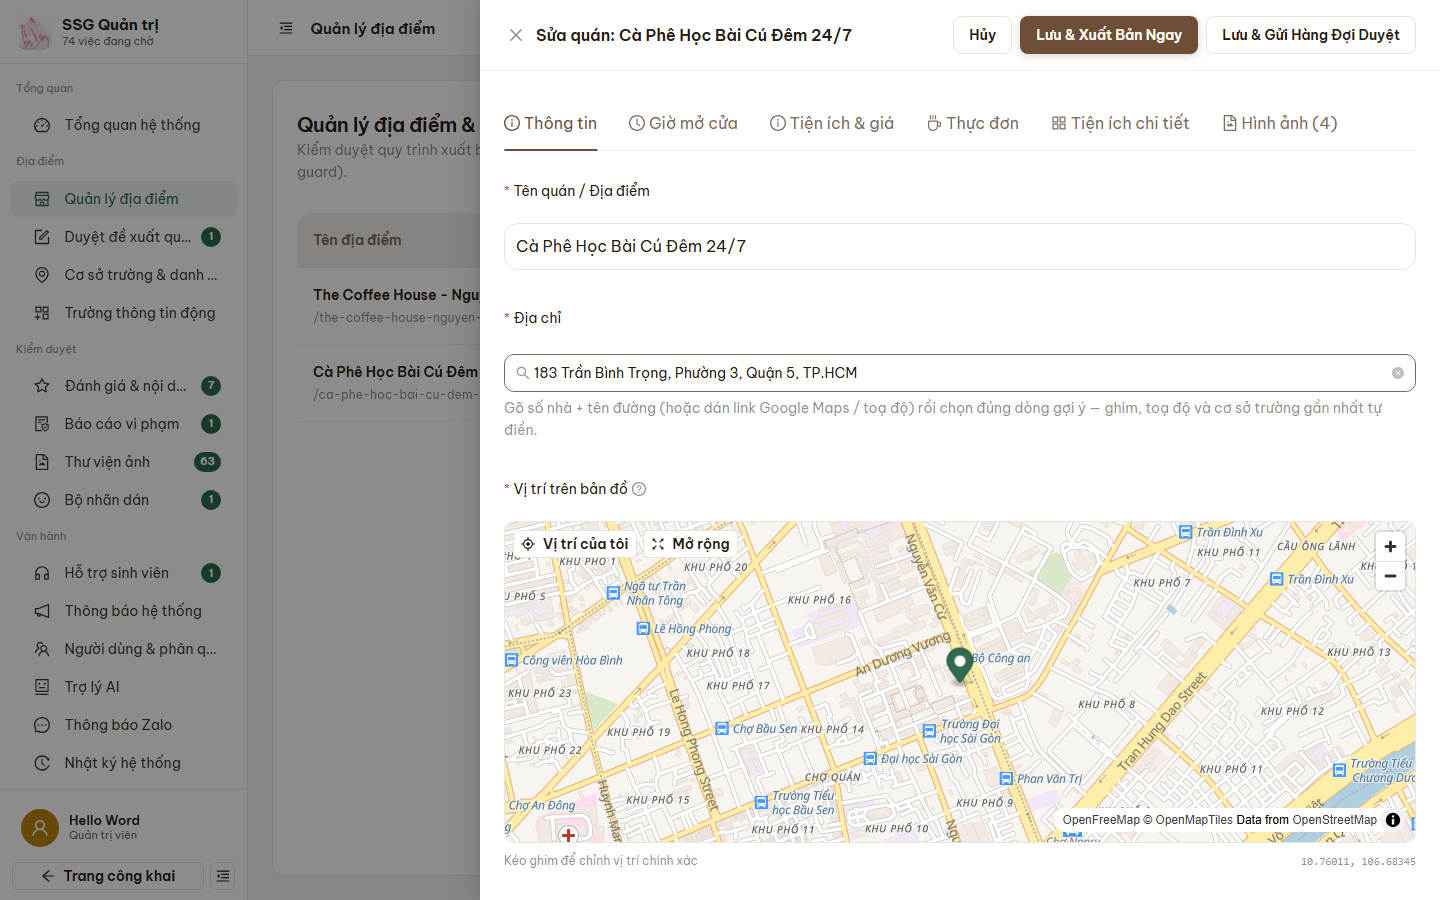 SSG Quản trị
74 việc đang chờ
Tổng quan
Tổng quan hệ thống
Địa điểm
Quản lý địa điểm
Duyệt đề xuất qu... 1
Cơ sở trường & danh ...
Trường thông tin động
Kiểm duyệt
Đánh giá & nội d... 7
Báo cáo vi phạm 1
Thư viện ảnh 63
Bộ nhãn dán 1
Vận hành
Hỗ trợ sinh viên 1
Thông báo hệ thống
Người dùng & phân q...
Trợ lý AI
Thông báo Zalo
Nhật ký hệ thống
Hello Word
Quản trị viên
Trang công khai
Quản lý địa điểm
Quản lý địa điểm &
Kiểm duyệt quy trình xuất b
guard).
Tên địa điểm
The Coffee House - Ngu
/the-coffee-house-nguyen-
Cà Phê Học Bài Cú Đêm
/ca-phe-hoc-bai-cu-dem-
Sửa quán: Cà Phê Học Bài Cú Đêm 24/7
Hủy
Lưu & Xuất Bản Ngay
Lưu & Gửi Hàng Đợi Duyệt
Thông tin
Giờ mở cửa
Tiện ích & giá
Thực đơn
Tiện ích chi tiết
Hình ảnh (4)
* Tên quán / Địa điểm
Cà Phê Học Bài Cú Đêm 24/7
* Địa chỉ
183 Trần Bình Trọng, Phường 3, Quận 5, TP.HCM
Gõ số nhà + tên đường (hoặc dán link Google Maps / toạ độ) rồi chọn đúng dòng gợi ý — ghim, toạ độ và cơ sở trường gần nhất tự
điền.
* Vị trí trên bản đồ
Vị trí của tôi
Mở rộng
Trần Đình Xu
KHU PHỐ 11
CẦU ÔNG LÃNH
KHU PHỐ 1
KHU PHỐ 20
Ngã tư Trần
Nhân Tông
KHU PHỐ 5
KHU PHỐ 16
Nguyễn Văn Cừ
KHU PHỐ 7
Trần Đình Xu
Lê Hồng Phong
An Dương Vương
KHU PHỐ 18
KHU PHỐ 13
Công viên Hòa Bình
Bộ Công an
KHU PHỐ 17
KHU PHỐ 23
Le Hong Phong Street
KHU PHỐ 8
Tran Hung Dao Street
KHU PHỐ 12
KHU PHỐ 19
Chợ Bầu Sen
KHU PHỐ 14
Trường Đại
học Sài Gòn
KHU PHỐ 22
Đại học Sài Gòn
KHU PHỐ 11
Trường Tiểu
Chương Dươ
CHỢ QUÁN
Phan Văn Trị
Chợ An Đông
KHU PHỐ 15
Trường Tiểu
học Bầu Sen
KHU PHỐ 9
KHU PHỐ 11
KHU PHỐ 10
OpenFreeMap © OpenMapTiles Data from OpenStreetMap
Kéo ghim để chỉnh vị trí chính xác
10.76011, 106.68345